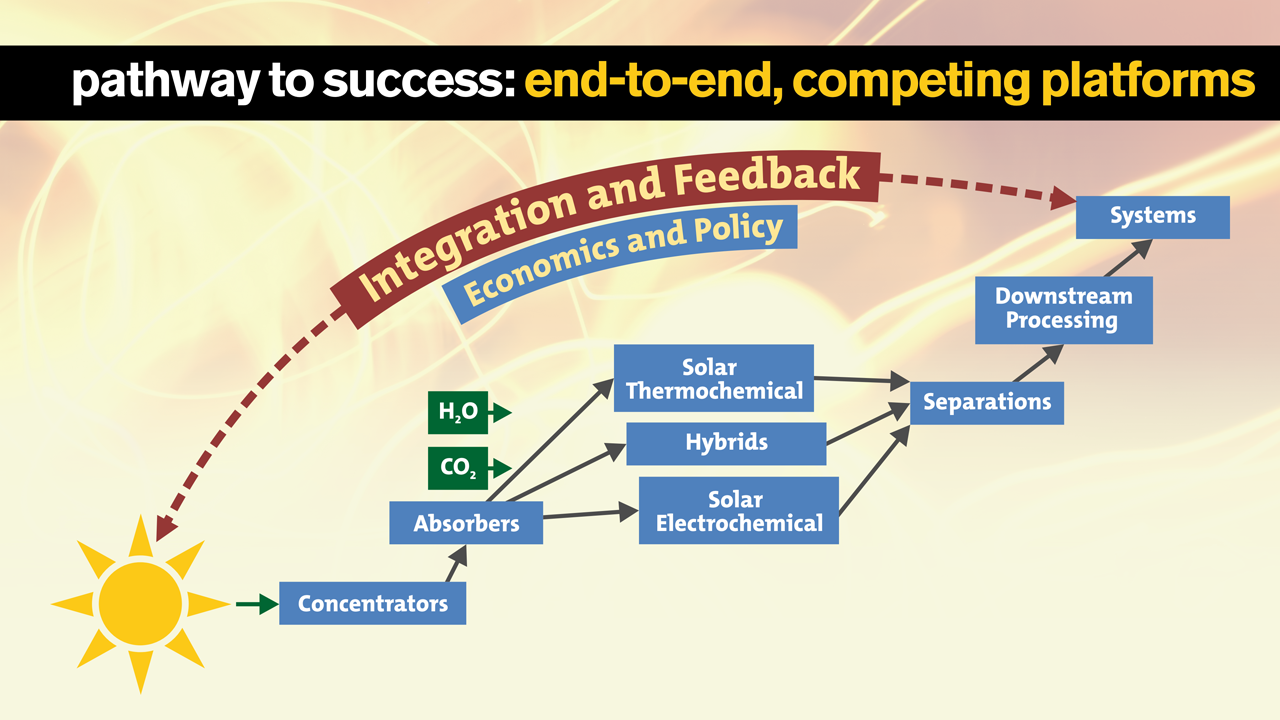 pathway to success: end-to-end, competing platforms
Integration and Feedback
Economics and Policy
Systems
Downstream
Processing
Solar
Thermochemical
Separations
H₂O
Hybrids
CO₂
Solar
Electrochemical
Absorbers
Concentrators